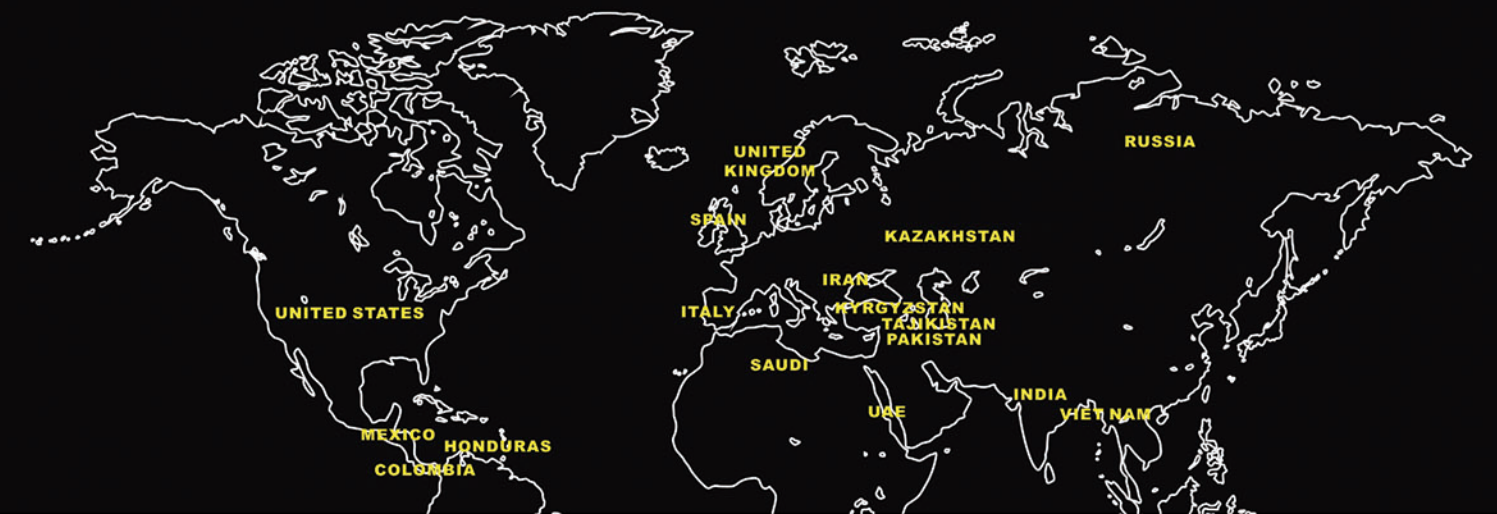 RUSSIA
UNITED
KINGDOM
SPAIN
KAZAKHSTAN
IRAN
UNITED STATES
ITALY
KYRGYZSTAN
TAJIKISTAN
PAKISTAN
SAUDI
INDIA
UAE
VIET NAM
MEXICO
HONDURAS
COLOMBIA